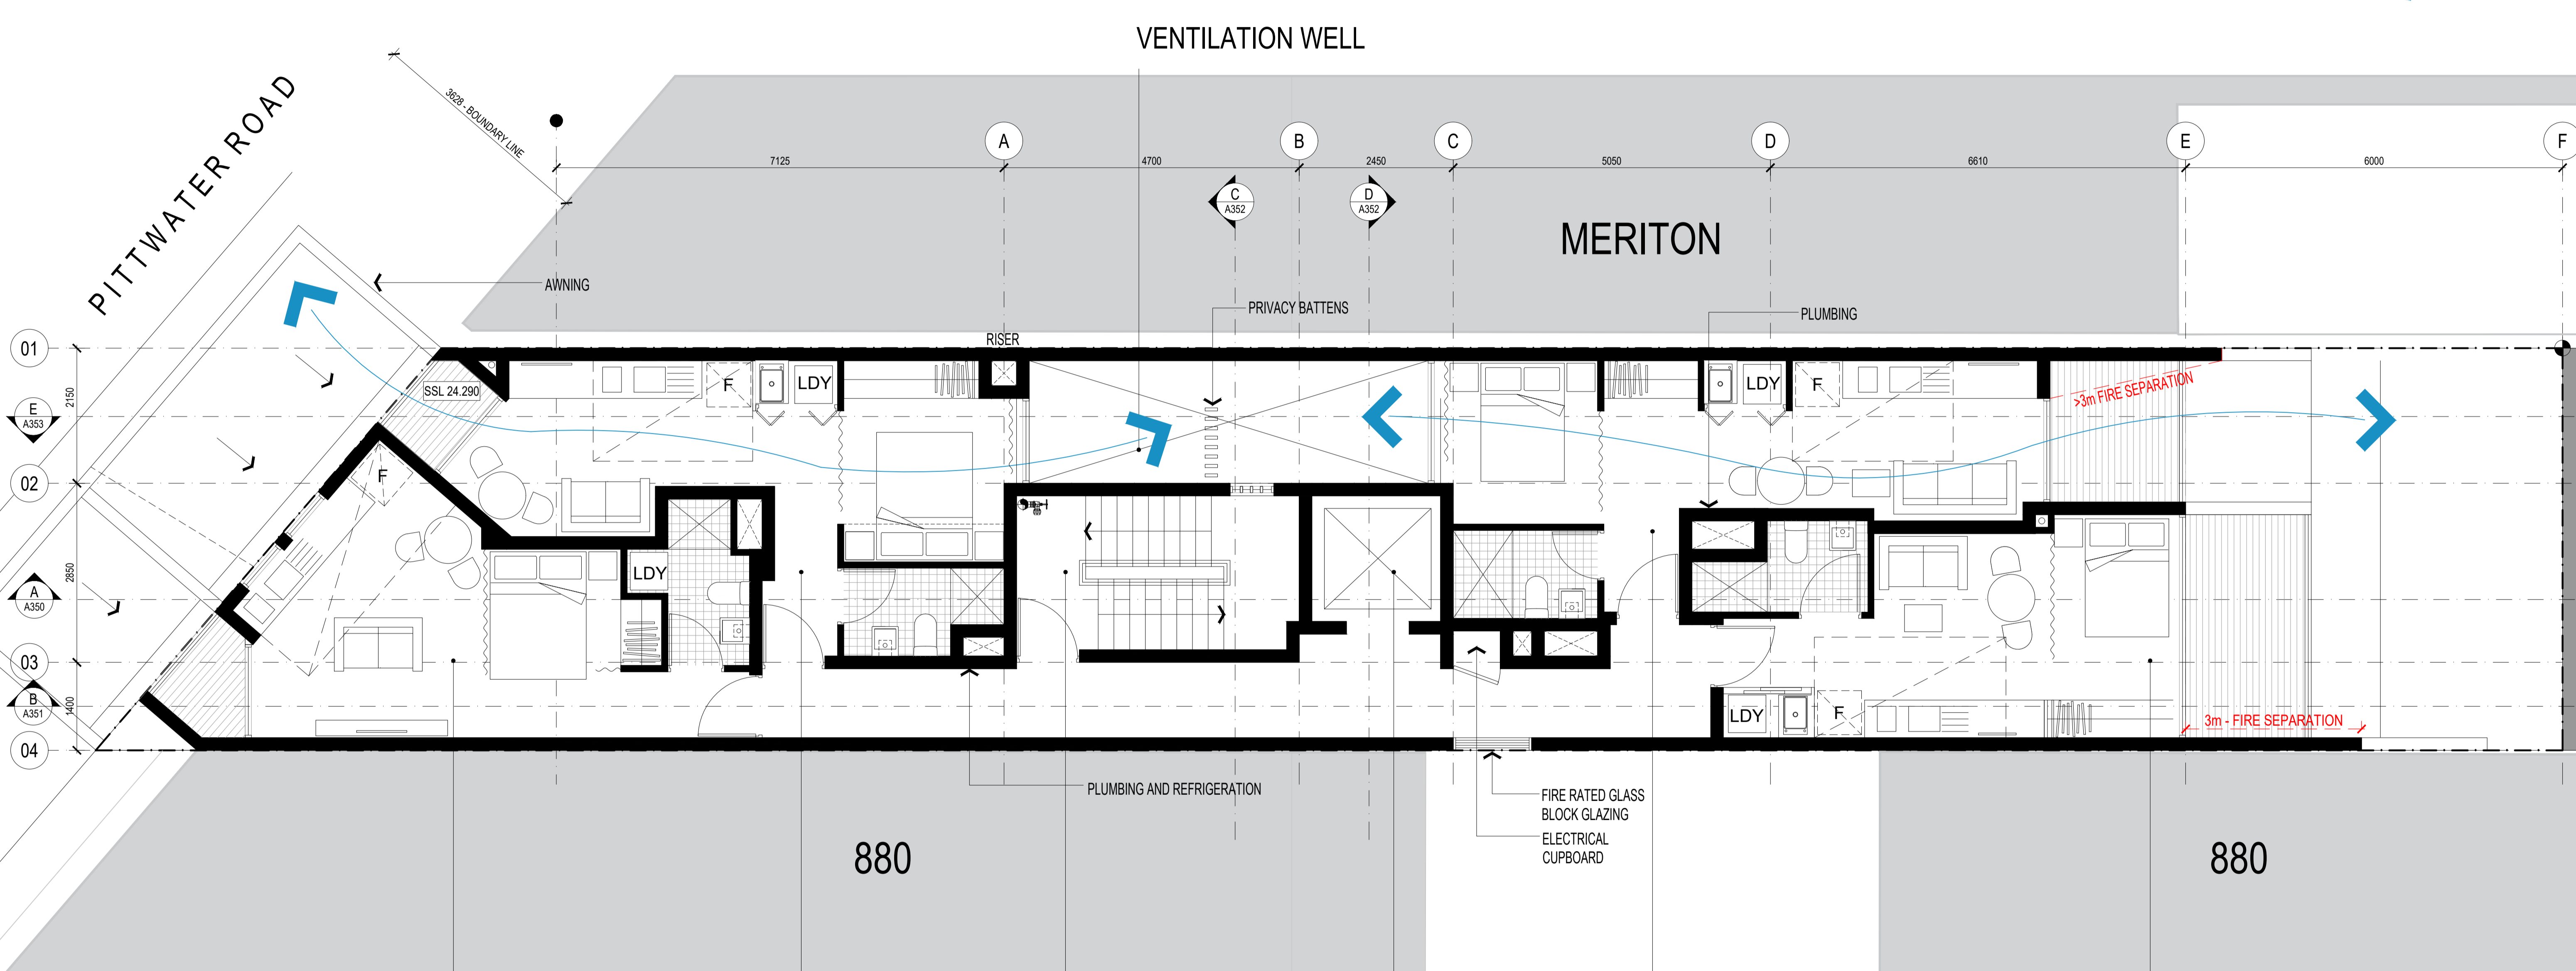 VENTILATION WELL
PITTWATER ROAD
3628 - BOUNDARY LINE
A
B
C
D
E
F
7125
4700
2450
5050
6610
6000
C
A352
D
A352
MERITON
AWNING
PRIVACY BATTENS
PLUMBING
RISER
01
02
03
04
2150
2850
1400
E
A353
A
A350
B
A351
SSL 24.290
F
LDY
LDY
F
>3m FIRE SEPARATION
F
LDY
LDY
F
3m - FIRE SEPARATION
PLUMBING AND REFRIGERATION
FIRE RATED GLASS
BLOCK GLAZING
ELECTRICAL
CUPBOARD
880
880